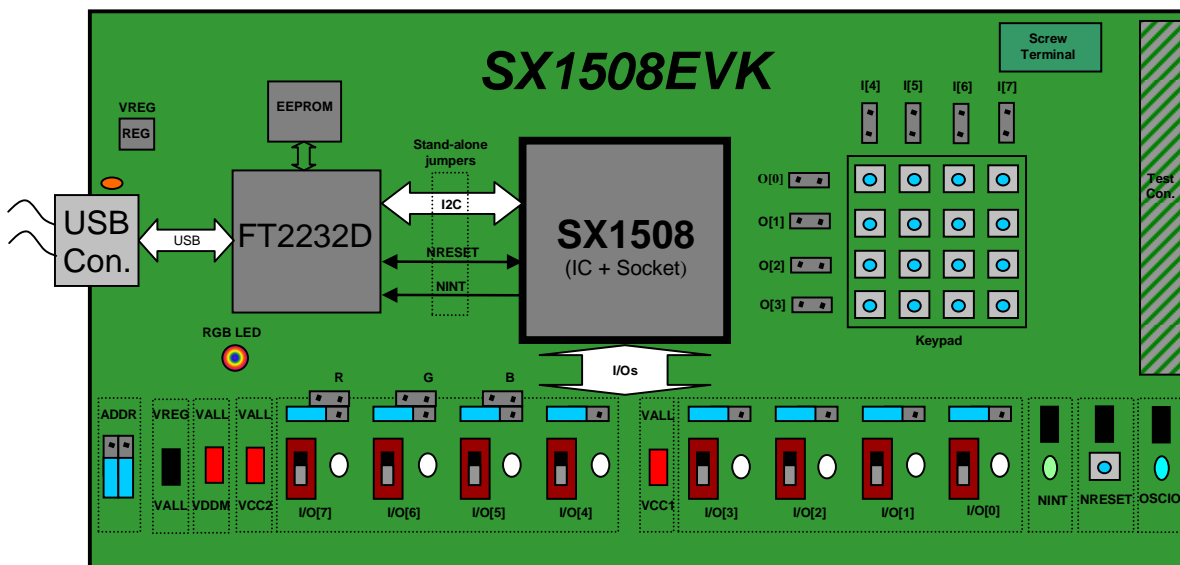 SX1508EVK
Screw
Terminal
I[4] I[5] I[6] I[7]
VREG
REG
EEPROM
Stand-alone
jumpers
O[0]
O[1]
O[2]
O[3]
Test
Con.
USB
Con.
USB
FT2232D
I2C
NRESET
NINT
SX1508
(IC + Socket)
Keypad
RGB LED
I/Os
R G B
ADDR VREG VALL VALL VALL
VALL VDDM VCC2 I/O[7] I/O[6] I/O[5] I/O[4] VCC1 I/O[3] I/O[2] I/O[1] I/O[0] NINT NRESET OSCIO